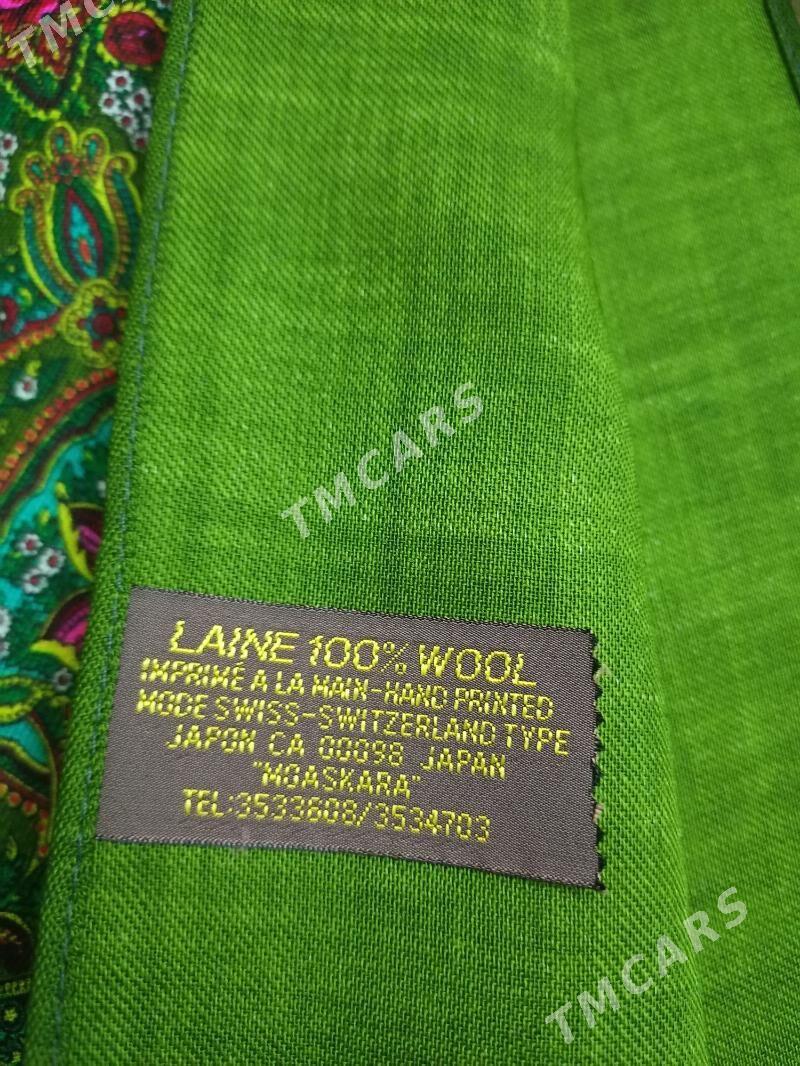 TMCARS
TMCARS
LAINE 100% WOOL
IMPRIMÉ A LA MAIN-HAND PRINTED
MODE SWISS-SWITZERLAND TYPE
JAPON CA 00098 JAPAN
"MOASKARA"
TEL:3533608/3534703
TMCARS